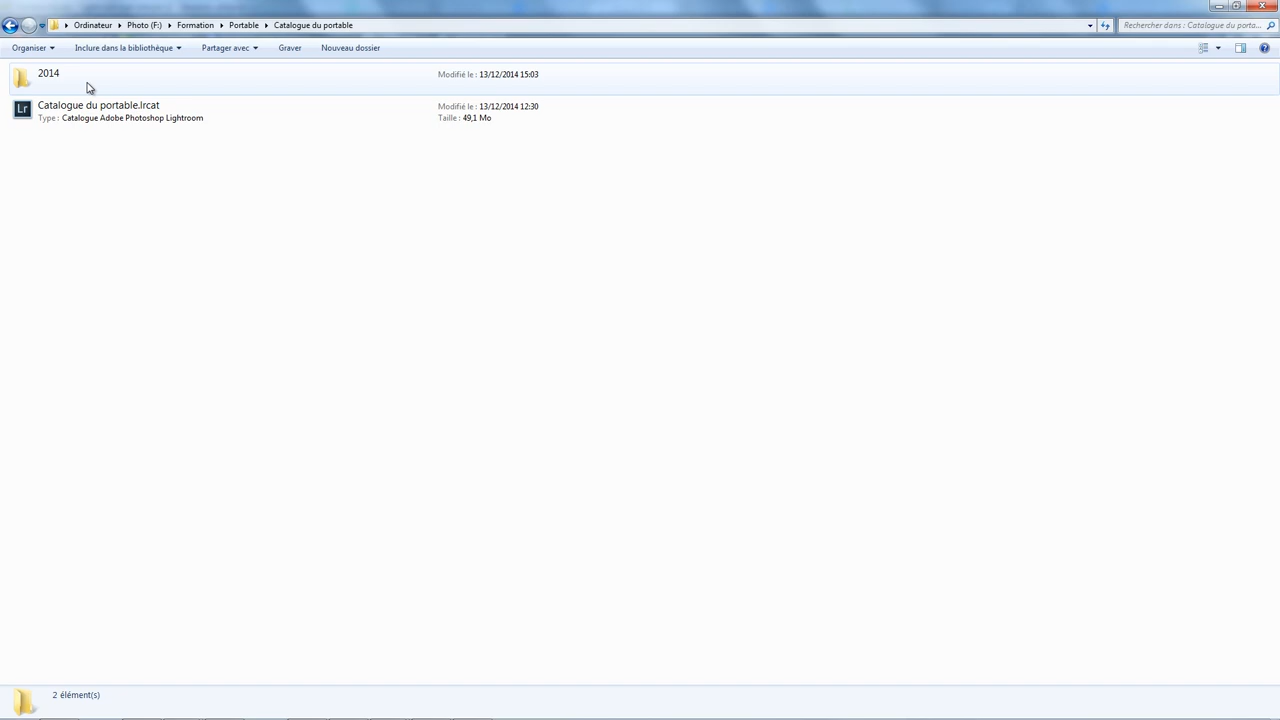 Ordinateur Photo (F:) Formation Portable Catalogue du portable Rechercher dans : Catalogue du porta...
Organiser Inclure dans la bibliothèque Partager avec Graver Nouveau dossier
2014 Modifié le : 13/12/2014 15:03
Catalogue du portable.lrcat Modifié le : 13/12/2014 12:30
Type : Catalogue Adobe Photoshop Lightroom Taille : 49,1 Mo
Lr
2 élément(s)